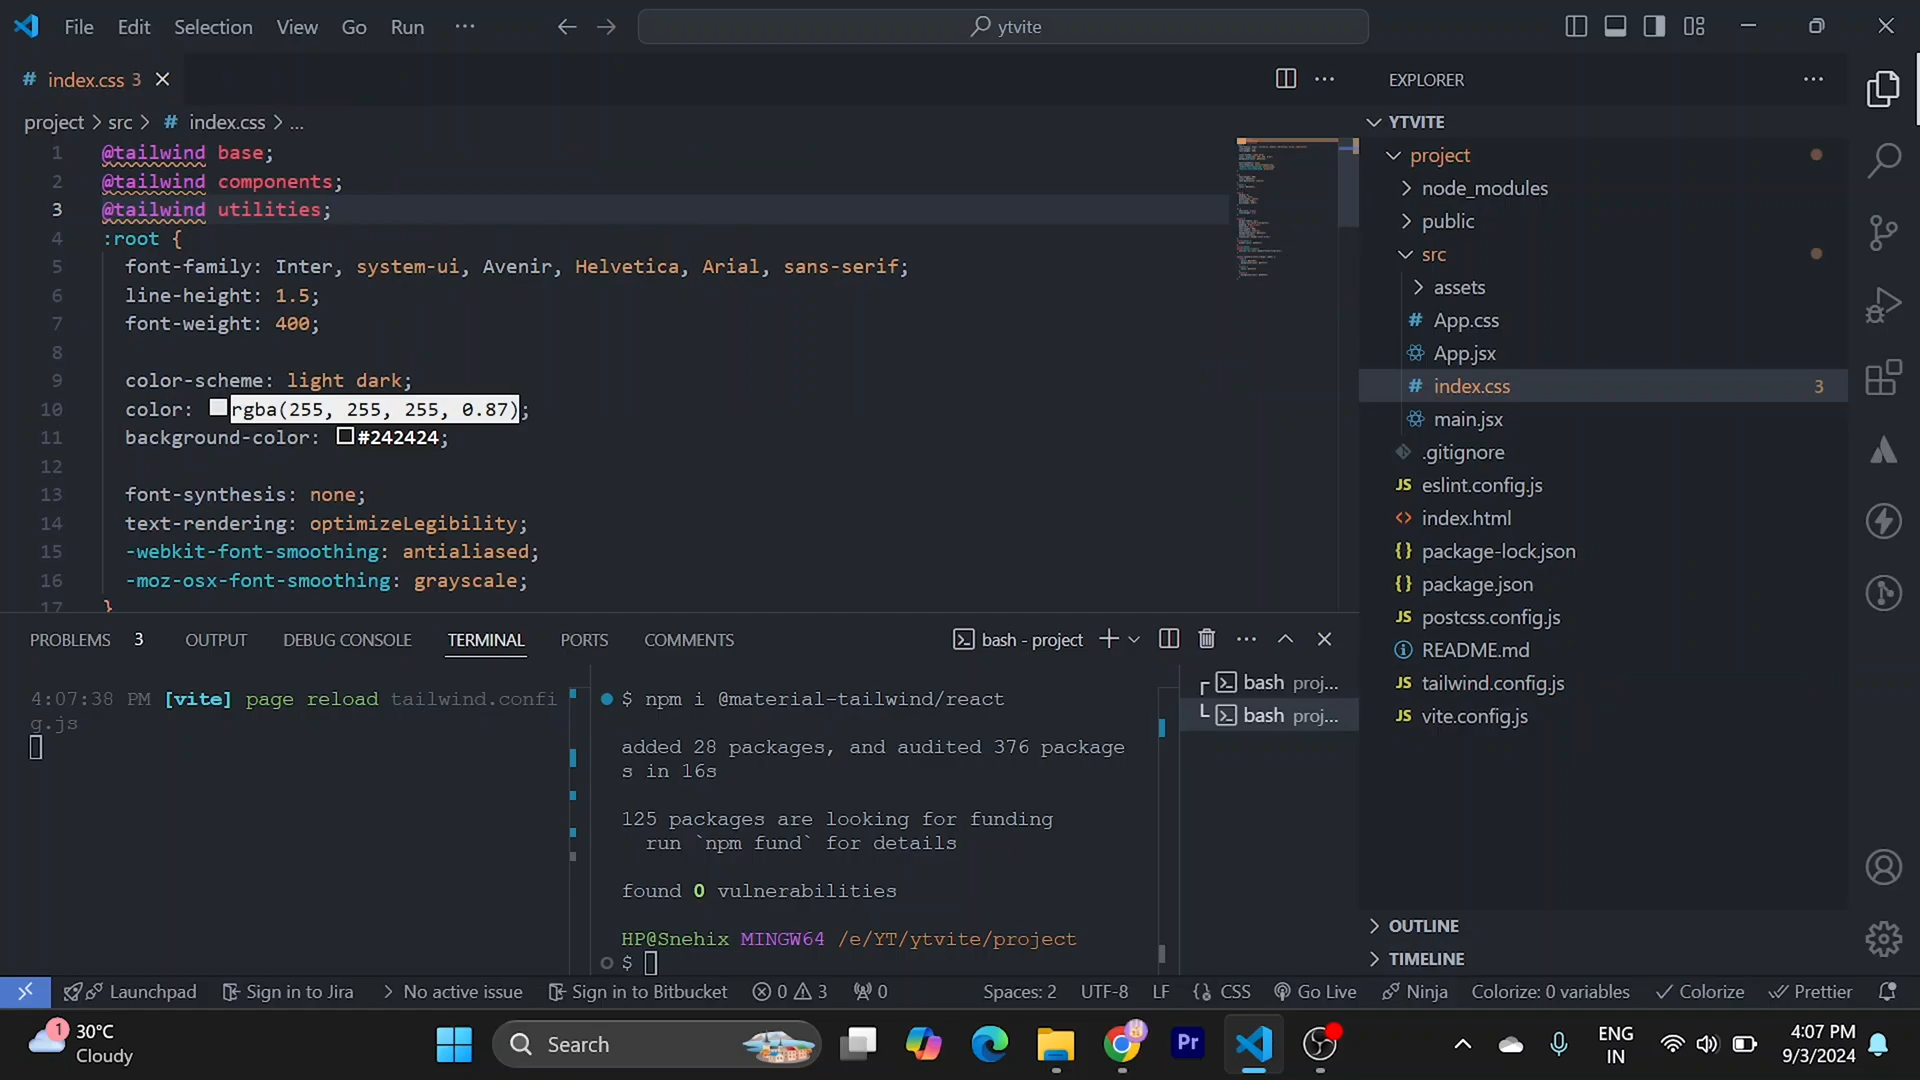 File Edit Selection View Go Run ··· ytvite
# index.css 3
project > src > # index.css > ...
1 @tailwind base;
2 @tailwind components;
3 @tailwind utilities;
4 :root {
5 font-family: Inter, system-ui, Avenir, Helvetica, Arial, sans-serif;
6 line-height: 1.5;
7 font-weight: 400;
8
9 color-scheme: light dark;
10 color: rgba(255, 255, 255, 0.87);
11 background-color: #242424;
12
13 font-synthesis: none;
14 text-rendering: optimizeLegibility;
15 -webkit-font-smoothing: antialiased;
16 -moz-osx-font-smoothing: grayscale;
17 }
EXPLORER
YTVITE
project
node_modules
public
src
assets
# App.css
App.jsx
# index.css 3
main.jsx
.gitignore
JS eslint.config.js
<> index.html
{} package-lock.json
{} package.json
JS postcss.config.js
README.md
JS tailwind.config.js
JS vite.config.js
OUTLINE
TIMELINE
PROBLEMS 3 OUTPUT DEBUG CONSOLE TERMINAL PORTS COMMENTS bash - project
4:07:38 PM [vite] page reload tailwind.confi
g.js
$ npm i @material-tailwind/react
added 28 packages, and audited 376 package
s in 16s
125 packages are looking for funding
run `npm fund` for details
found 0 vulnerabilities
HP@Snehix MINGW64 /e/YT/ytvite/project
$
bash proj...
bash proj...
Launchpad Sign in to Jira > No active issue Sign in to Bitbucket 0 3 0 Spaces: 2 UTF-8 LF {} CSS Go Live Ninja Colorize: 0 variables Colorize Prettier
1 30°C
Cloudy
Search
Pr
ENG
IN
4:07 PM
9/3/2024